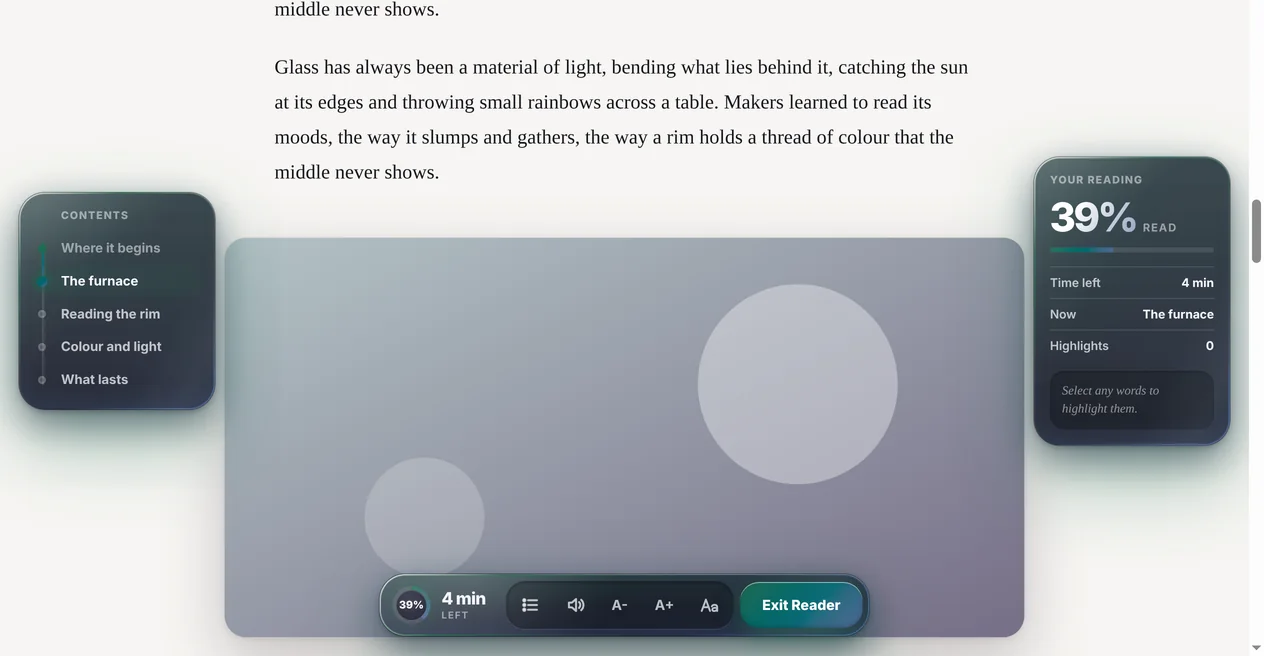 middle never shows.
Glass has always been a material of light, bending what lies behind it, catching the sun
at its edges and throwing small rainbows across a table. Makers learned to read its
moods, the way it slumps and gathers, the way a rim holds a thread of colour that the
middle never shows.
CONTENTS
Where it begins
The furnace
Reading the rim
Colour and light
What lasts
YOUR READING
39% READ
Time left 4 min
Now The furnace
Highlights 0
Select any words to
highlight them.
39% 4 min
LEFT
A- A+ Aa
Exit Reader